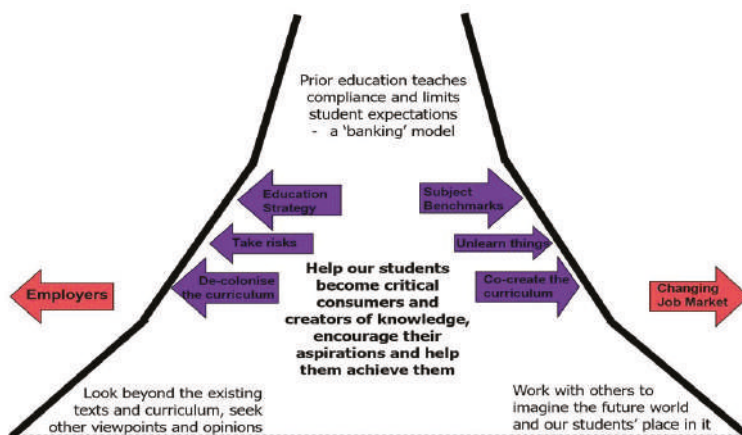 Prior education teaches
compliance and limits
student expectations
- a 'banking' model
Education
Strategy
Subject
Benchmarks
Take risks
Unlearn things
De-colonise
the curriculum
Co-create the
curriculum
Employers
Changing
Job Market
Help our students
become critical
consumers and
creators of knowledge,
encourage their
aspirations and help
them achieve them
Look beyond the existing
texts and curriculum, seek
other viewpoints and opinions
Work with others to
imagine the future world
and our students' place in it